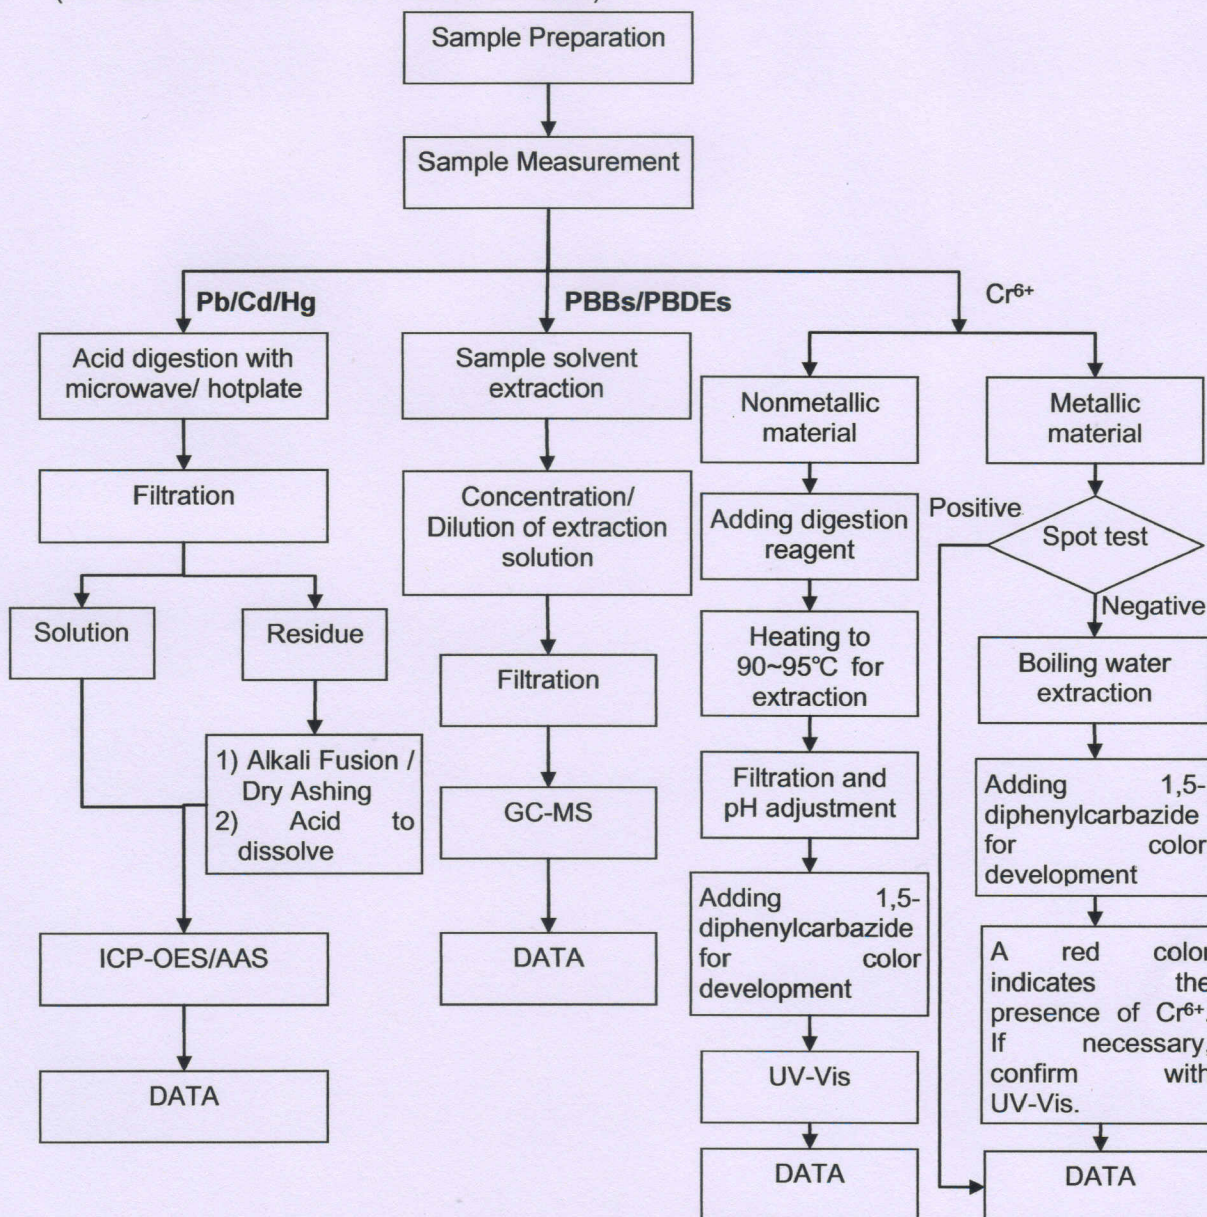 Sample Preparation
Sample Measurement
Pb/Cd/Hg
PBBs/PBDEs
Cr⁶⁺
Acid digestion with
microwave/ hotplate
Filtration
Solution
Residue
1) Alkali Fusion /
Dry Ashing
2) Acid to
dissolve
ICP-OES/AAS
DATA
Sample solvent
extraction
Concentration/
Dilution of extraction
solution
Filtration
GC-MS
DATA
Nonmetallic
material
Adding digestion
reagent
Heating to
90~95℃ for
extraction
Filtration and
pH adjustment
Adding 1,5-
diphenylcarbazide
for color
development
UV-Vis
DATA
Metallic
material
Positive
Spot test
Negative
Boiling water
extraction
Adding 1,5-
diphenylcarbazide
for color
development
A red color
indicates the
presence of Cr⁶⁺.
If necessary,
confirm with
UV-Vis.
DATA